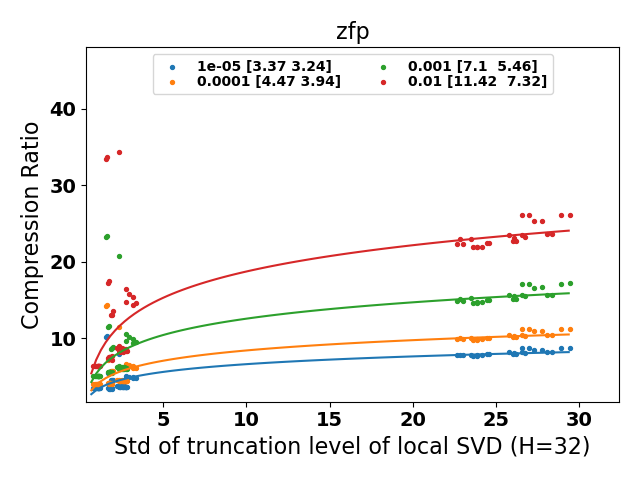 zfp
1e-05 [3.37 3.24]
0.0001 [4.47 3.94]
0.001 [7.1  5.46]
0.01 [11.42  7.32]
Compression Ratio
40
30
20
10
5
10
15
20
25
30
Std of truncation level of local SVD (H=32)